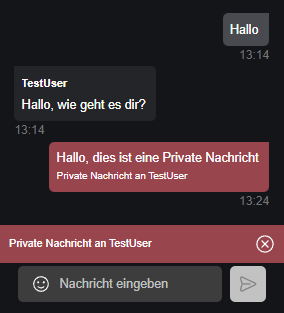 Hallo
13:14
TestUser
Hallo, wie geht es dir?
13:14
Hallo, dies ist eine Private Nachricht
Private Nachricht an TestUser
13:24
Private Nachricht an TestUser
Nachricht eingeben